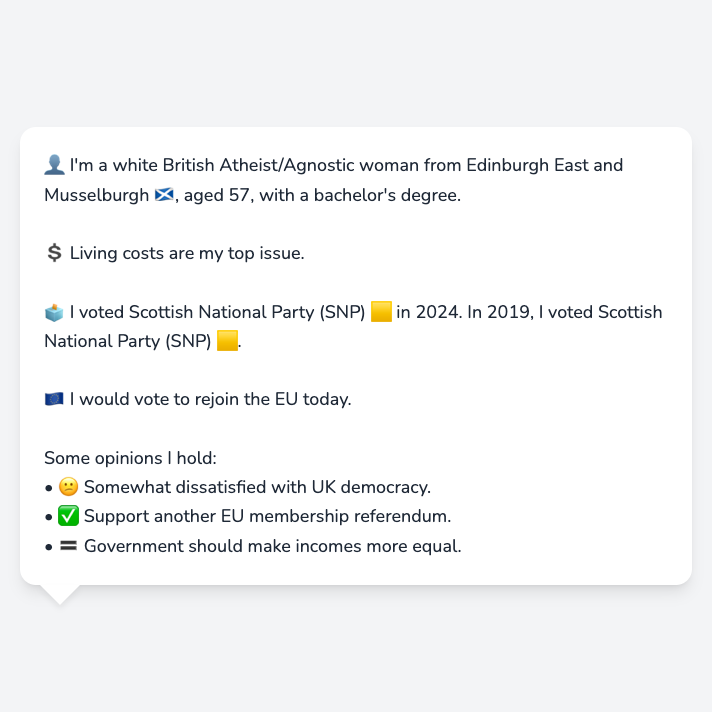 👤 I'm a white British Atheist/Agnostic woman from Edinburgh East and
Musselburgh 🏴󠁧󠁢󠁳󠁣󠁴󠁿, aged 57, with a bachelor's degree.
💲 Living costs are my top issue.
🗳️ I voted Scottish National Party (SNP) 🟨 in 2024. In 2019, I voted Scottish
National Party (SNP) 🟨.
🇪🇺 I would vote to rejoin the EU today.
Some opinions I hold:
• 😕 Somewhat dissatisfied with UK democracy.
• ✅ Support another EU membership referendum.
• 🟰 Government should make incomes more equal.